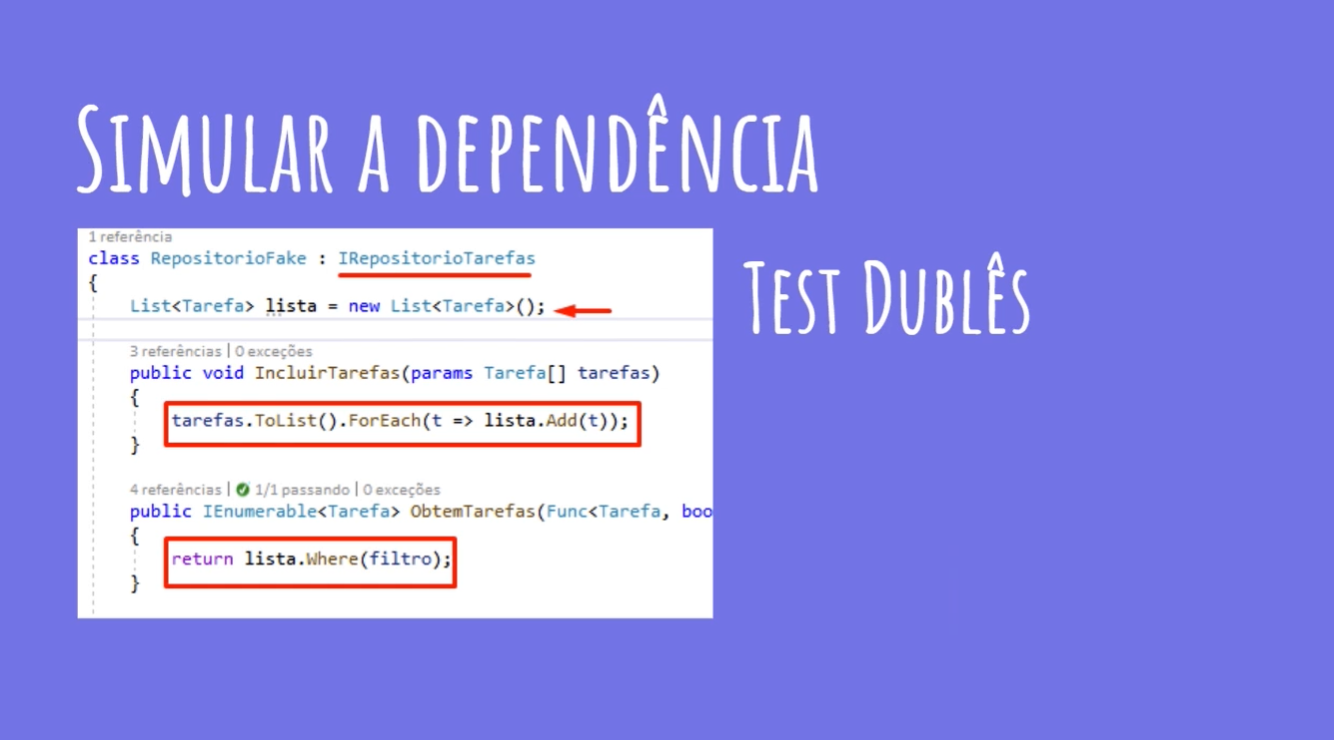 SIMULAR A DEPENDÊNCIA
1 referência
class RepositorioFake : IRepositorioTarefas
{
List<Tarefa> lista = new List<Tarefa>();
3 referências | 0 exceções
public void IncluirTarefas(params Tarefa[] tarefas)
{
tarefas.ToList().ForEach(t => lista.Add(t));
}
4 referências | 1/1 passando | 0 exceções
public IEnumerable<Tarefa> ObtemTarefas(Func<Tarefa, boo
{
return lista.Where(filtro);
}
TEST DUBLÊS